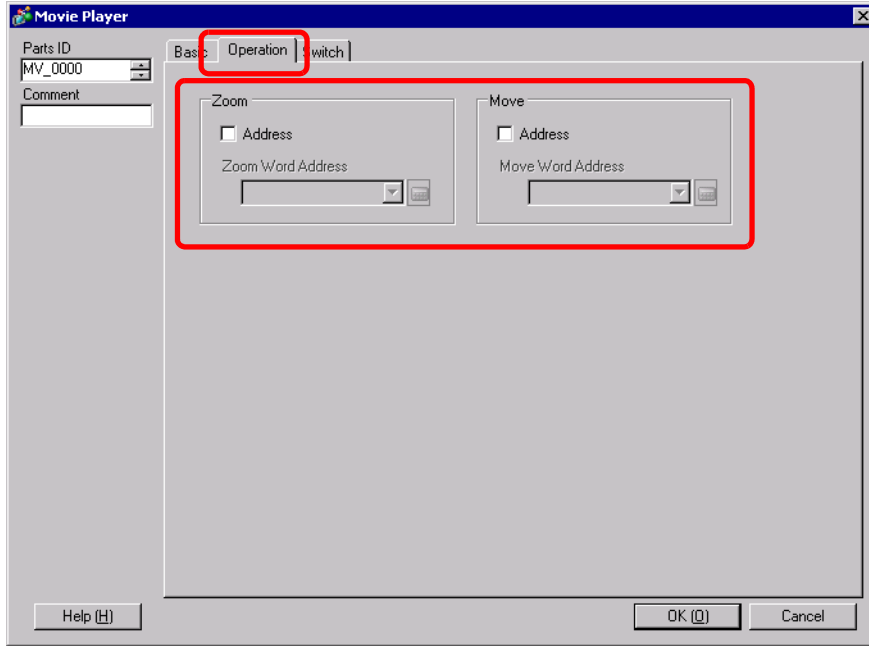 Movie Player
Parts ID
MV_0000
Comment
Basic Operation Switch
Zoom
Address
Zoom Word Address
Move
Address
Move Word Address
Help (H)
OK (O) Cancel